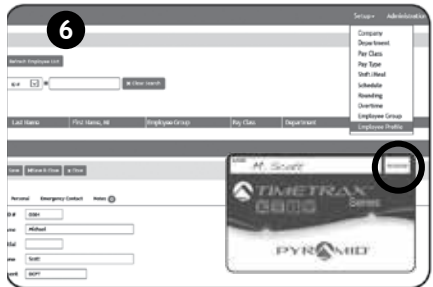 6
Setup Administration
Company
Department
Pay Class
Pay Type
Shift/Meal
Schedule
Rounding
Overtime
Employee Group
Employee Profile
Refresh Employee List
Clear Search
Last Name First Name, MI Employee Group Pay Class Department
Save Save & Close Close
Personal Emergency Contact Notes
Michael
Scott
DEPT
M. Scott
TIMETRAX
Series
PYRAMID